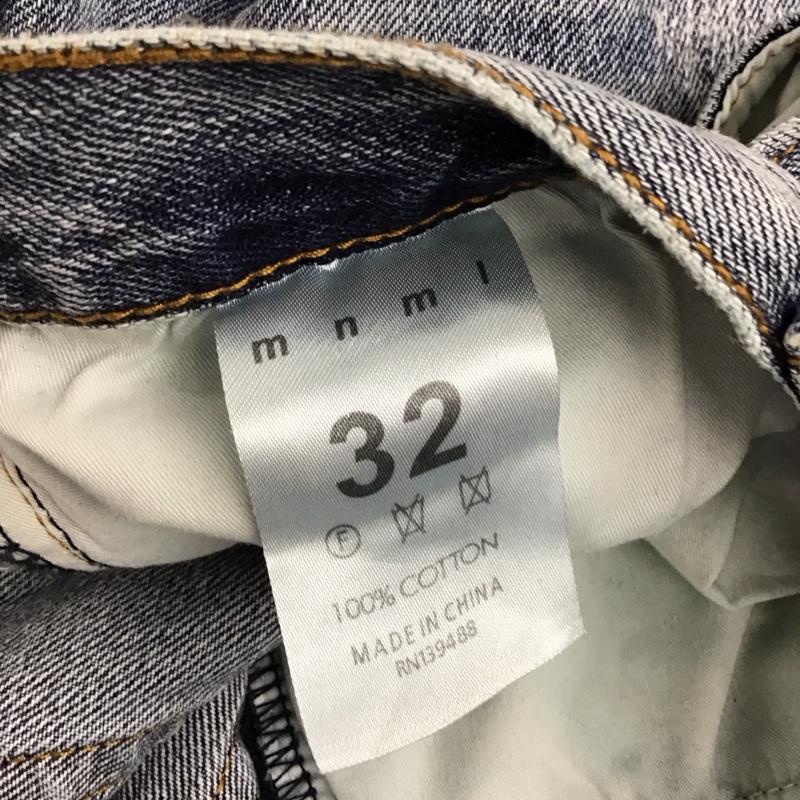 m n m l
32
F
100% COTTON
MADE IN CHINA
RN139488